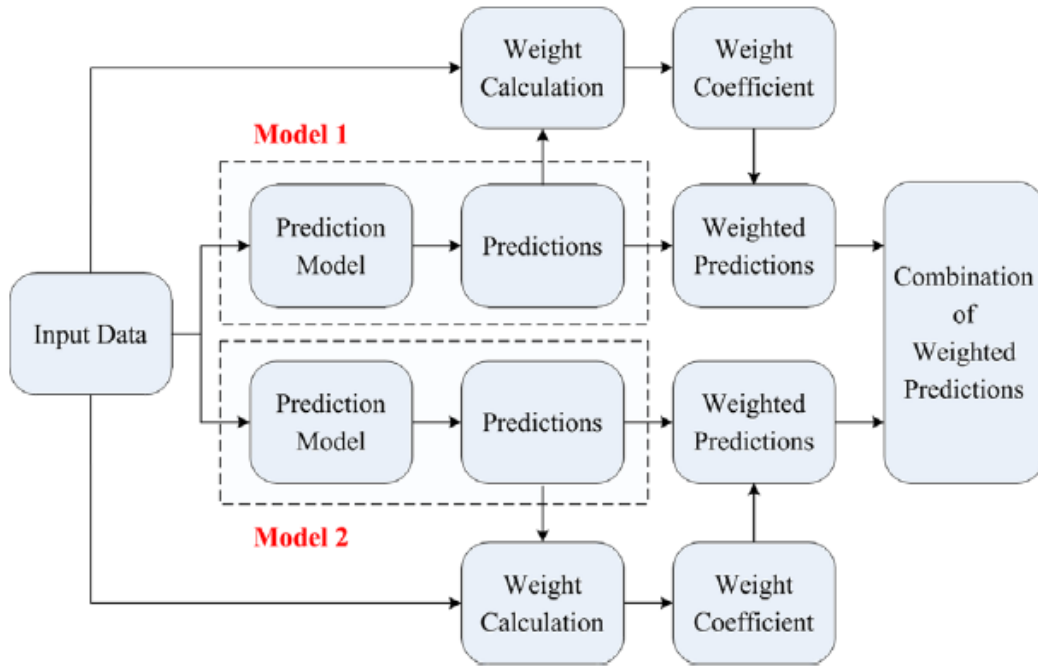 Weight
Calculation
Weight
Coefficient
Model 1
Prediction
Model
Predictions
Weighted
Predictions
Input Data
Combination
of
Weighted
Predictions
Prediction
Model
Predictions
Weighted
Predictions
Model 2
Weight
Calculation
Weight
Coefficient